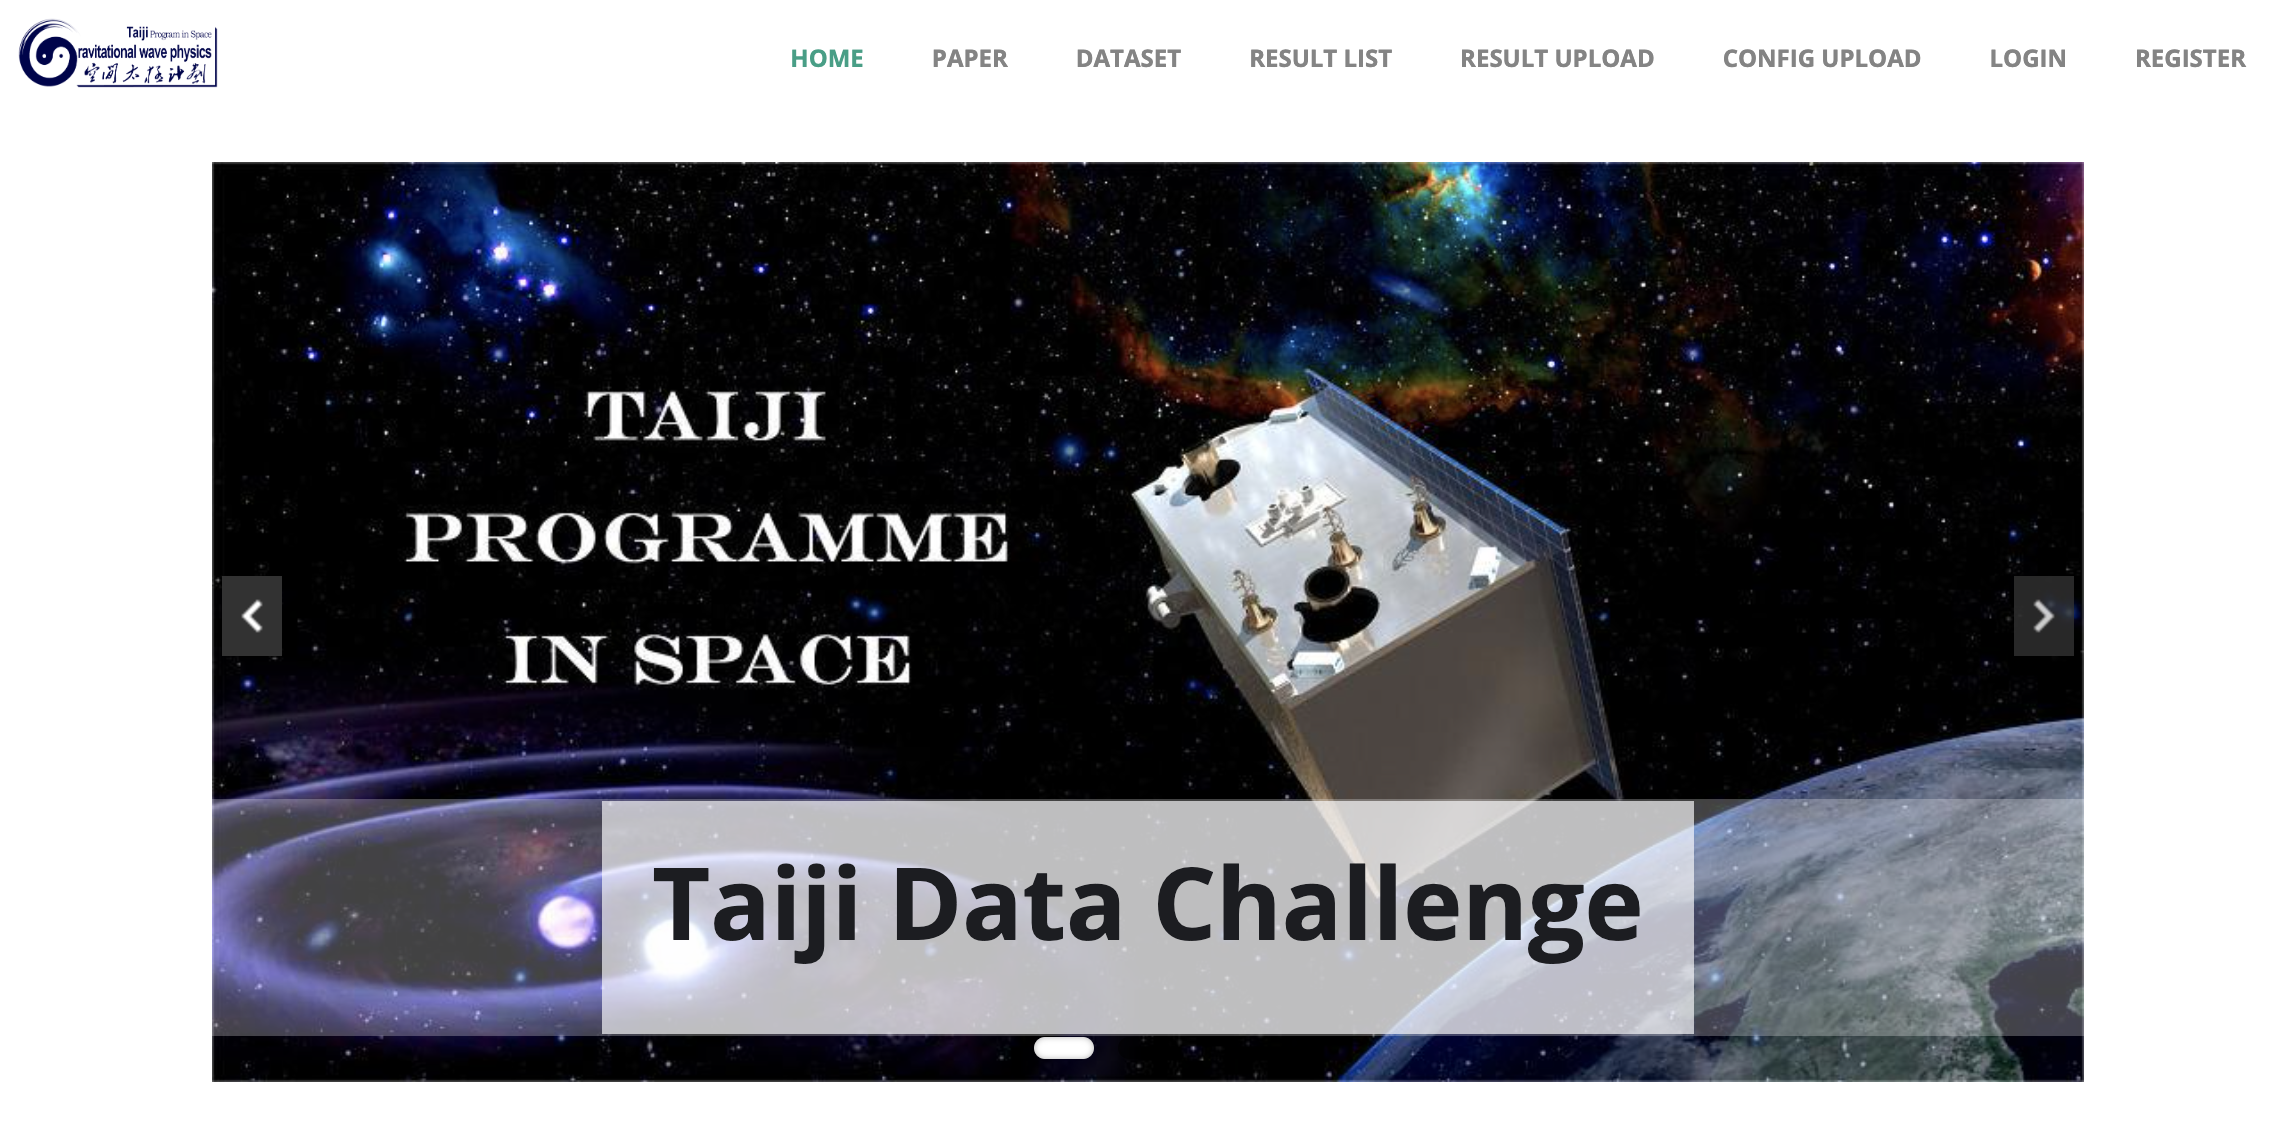 Taiji Program in Space
ravitational wave physics
空间太极计划
HOME PAPER DATASET RESULT LIST RESULT UPLOAD CONFIG UPLOAD LOGIN REGISTER
TAIJI
PROGRAMME
IN SPACE
Taiji Data Challenge